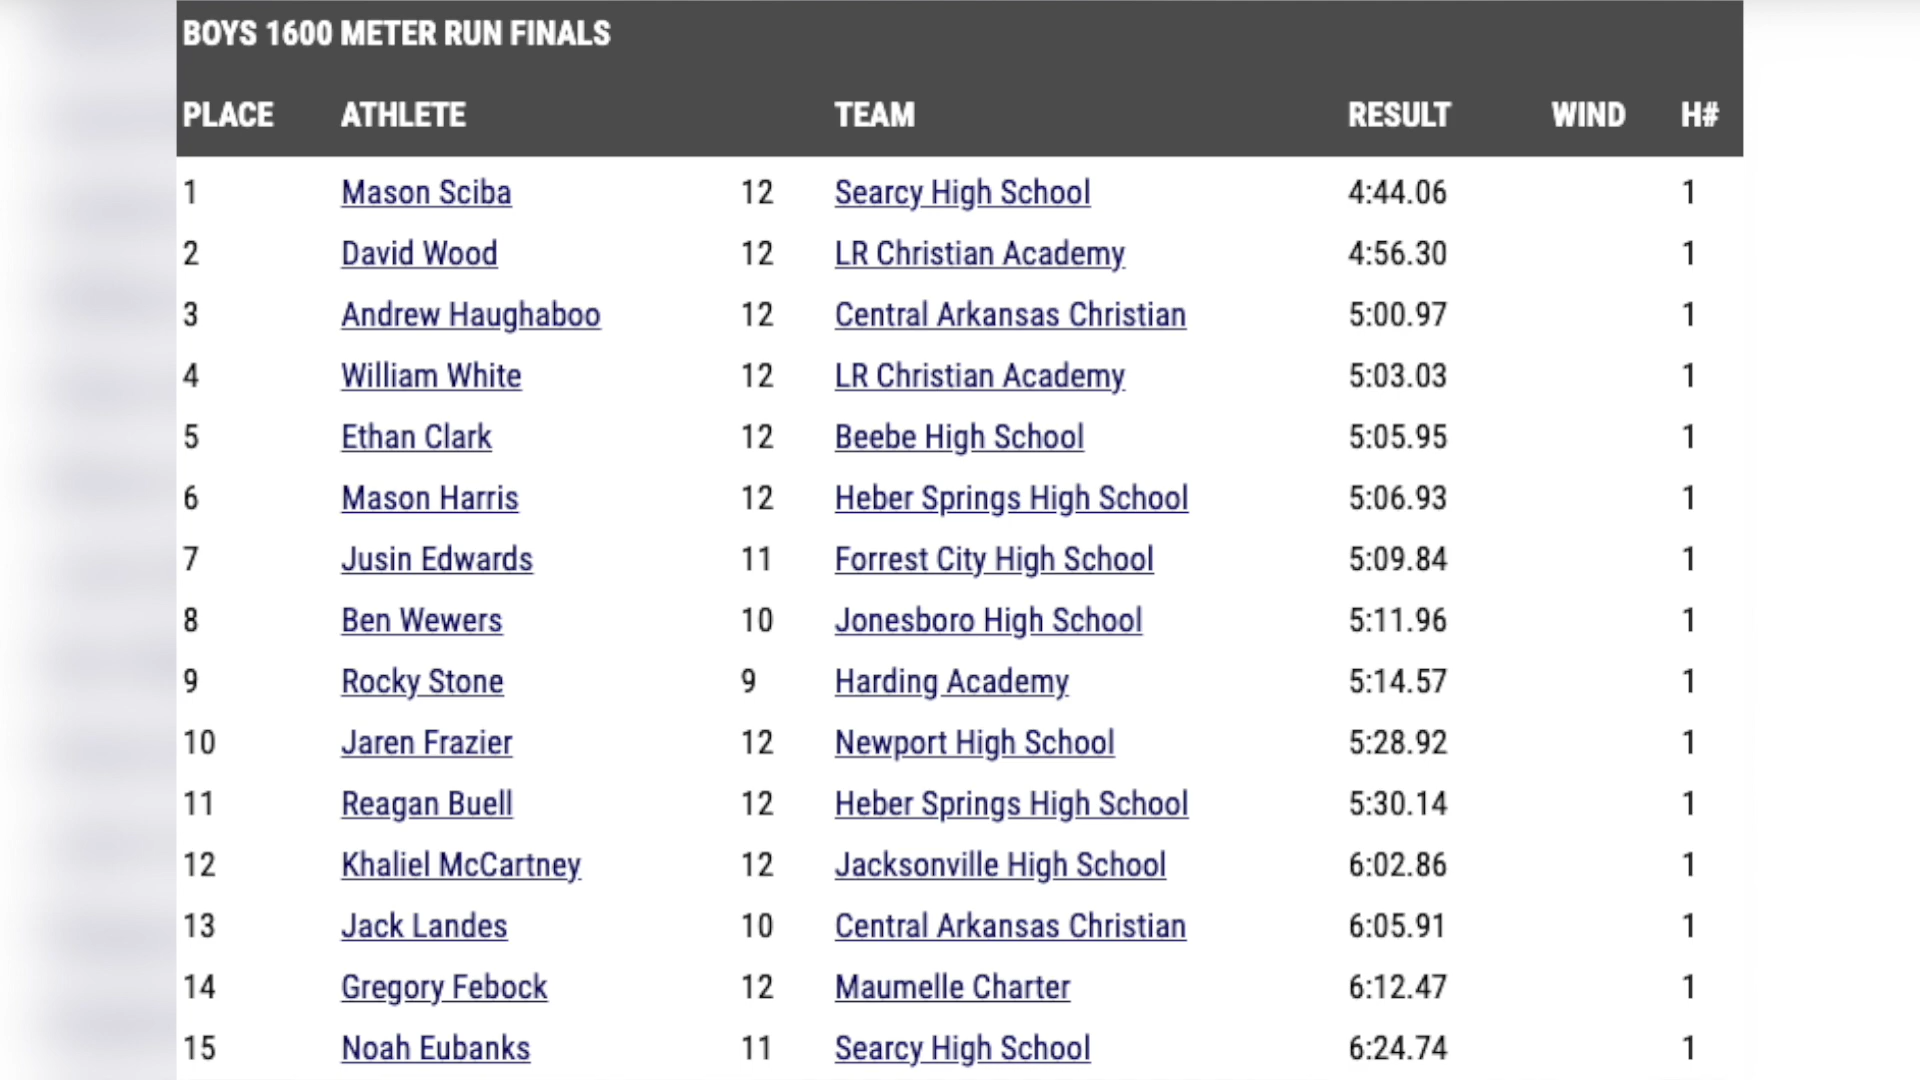 BOYS 1600 METER RUN FINALS
PLACE ATHLETE TEAM RESULT WIND H#
1 Mason Sciba 12 Searcy High School 4:44.06 1
2 David Wood 12 LR Christian Academy 4:56.30 1
3 Andrew Haughaboo 12 Central Arkansas Christian 5:00.97 1
4 William White 12 LR Christian Academy 5:03.03 1
5 Ethan Clark 12 Beebe High School 5:05.95 1
6 Mason Harris 12 Heber Springs High School 5:06.93 1
7 Jusin Edwards 11 Forrest City High School 5:09.84 1
8 Ben Wewers 10 Jonesboro High School 5:11.96 1
9 Rocky Stone 9 Harding Academy 5:14.57 1
10 Jaren Frazier 12 Newport High School 5:28.92 1
11 Reagan Buell 12 Heber Springs High School 5:30.14 1
12 Khaliel McCartney 12 Jacksonville High School 6:02.86 1
13 Jack Landes 10 Central Arkansas Christian 6:05.91 1
14 Gregory Febock 12 Maumelle Charter 6:12.47 1
15 Noah Eubanks 11 Searcy High School 6:24.74 1